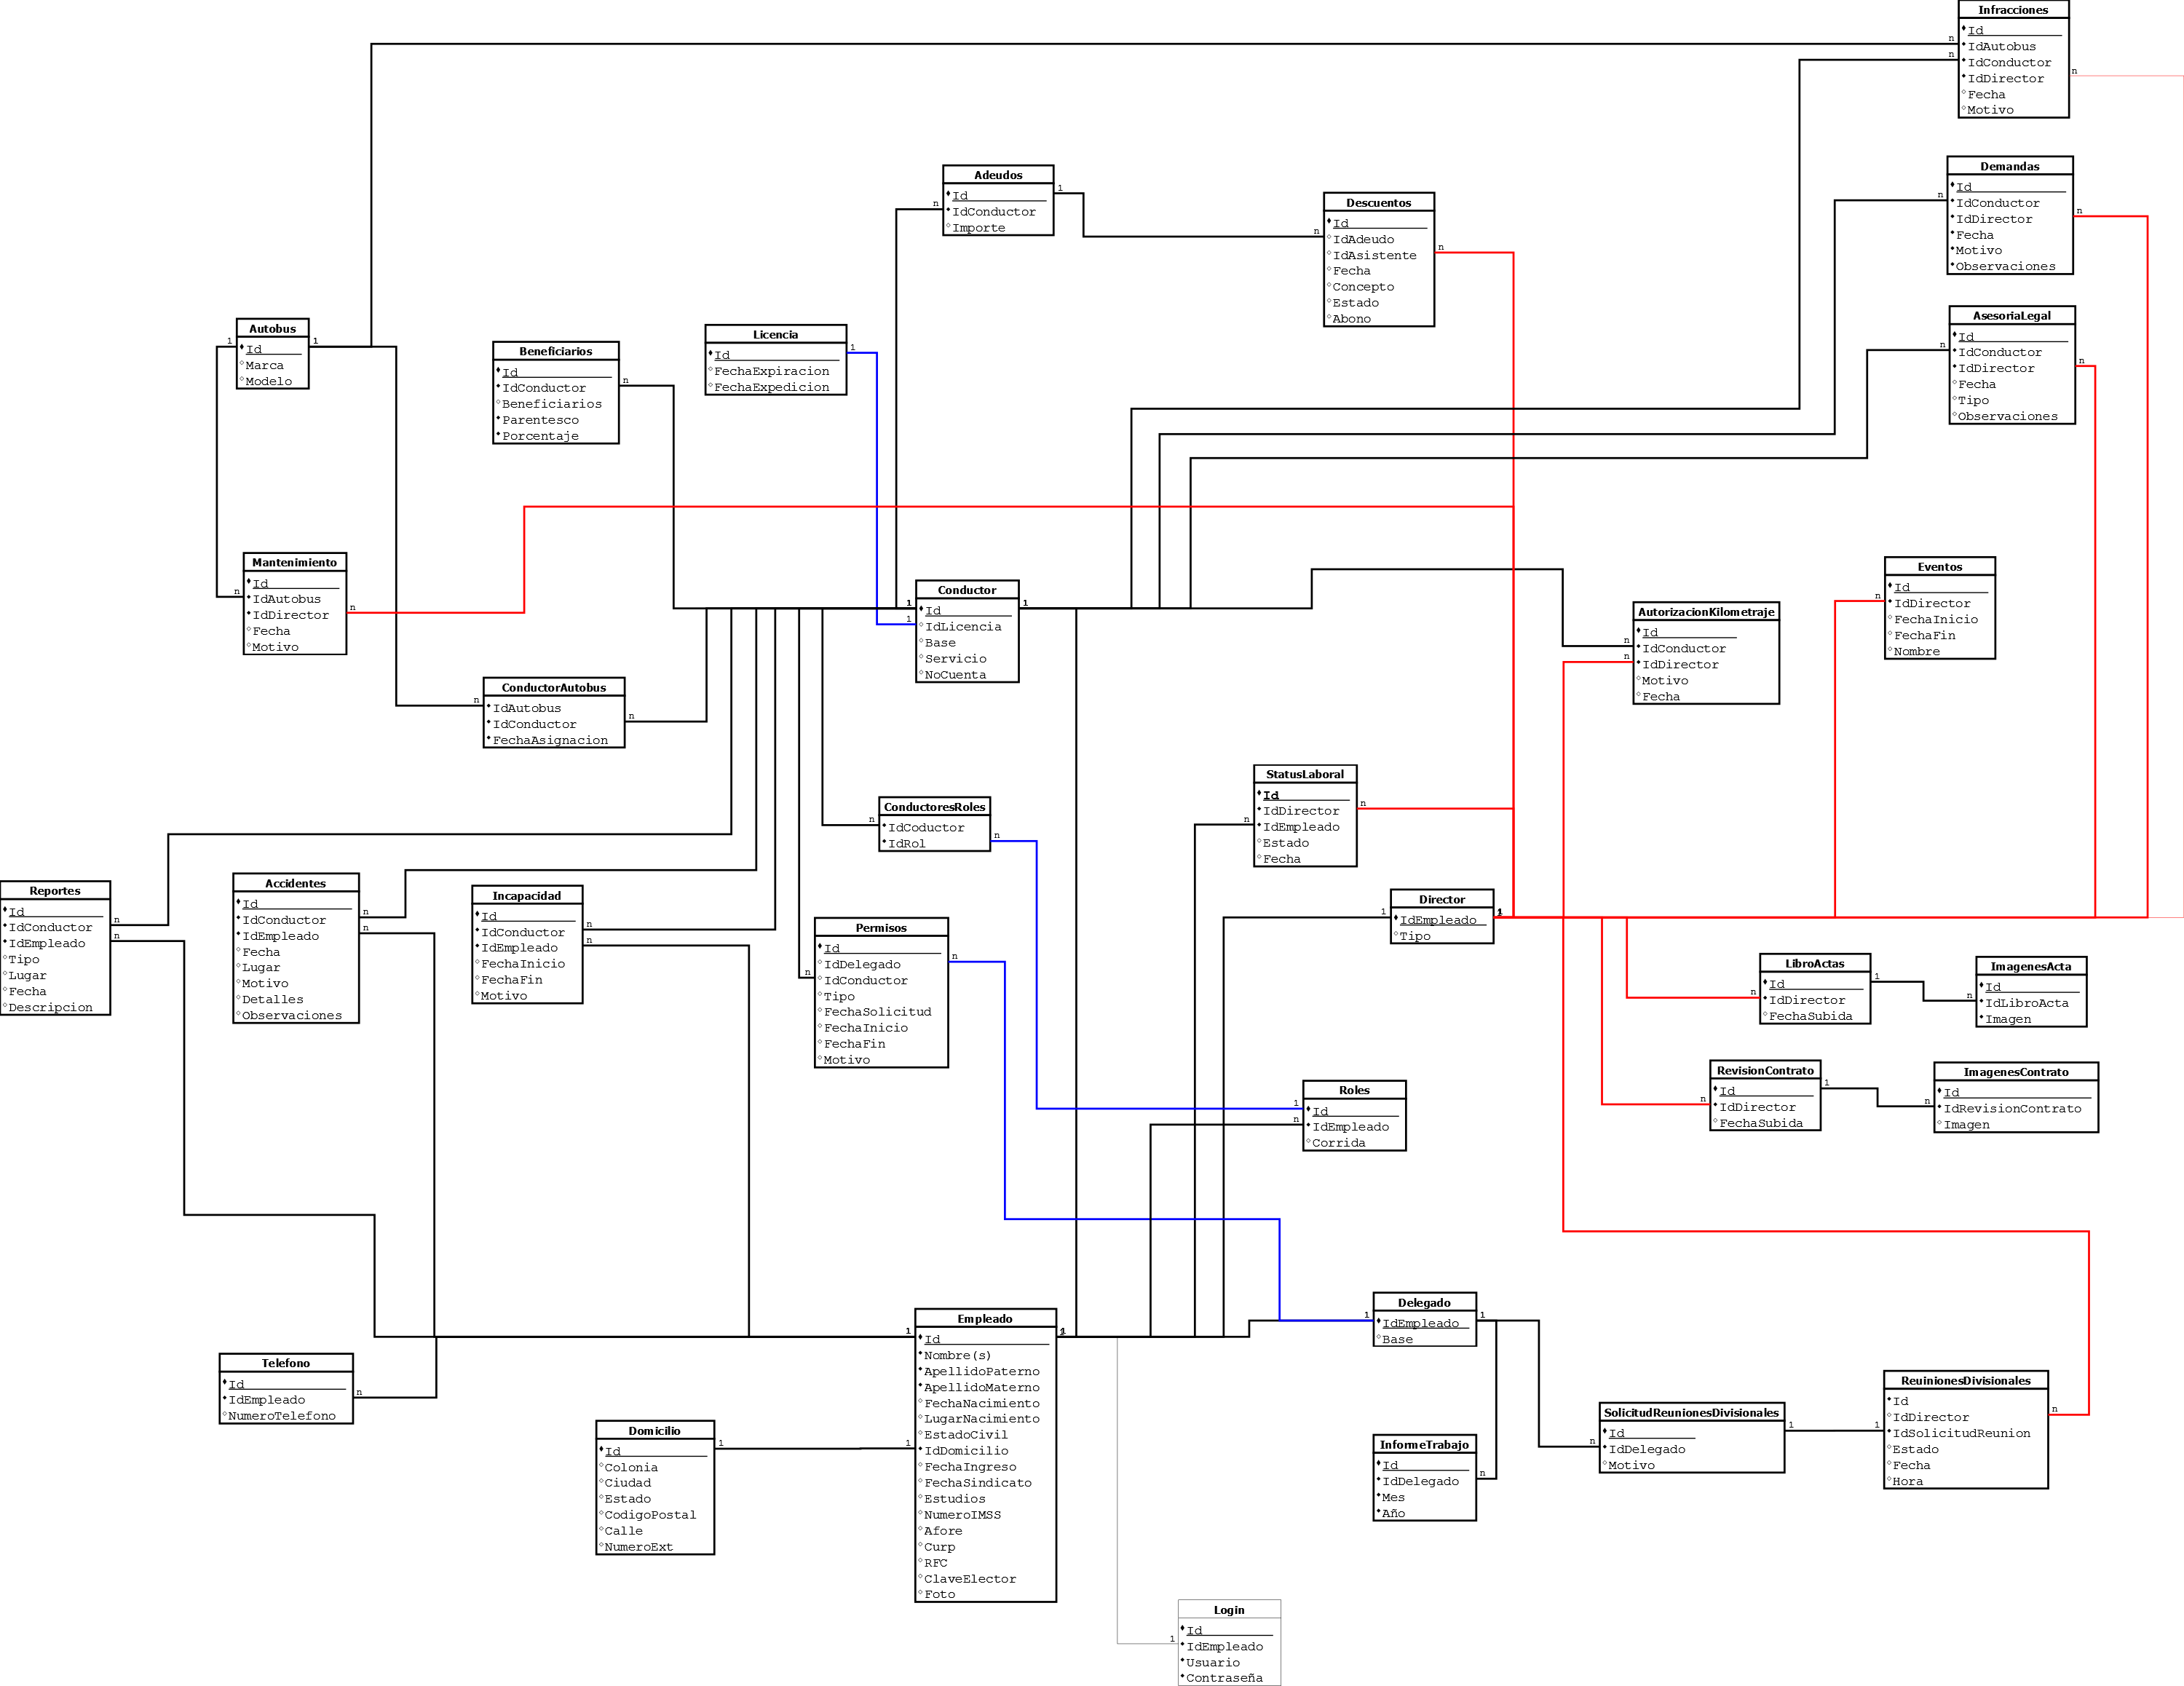 Infracciones
Id
IdAutobus
IdConductor
IdDirector
Fecha
Motivo
Adeudos
Id
IdConductor
Importe
Descuentos
Id
IdAdeudo
IdAsistente
Fecha
Concepto
Estado
Abono
Demandas
Id
IdConductor
IdDirector
Fecha
Motivo
Observaciones
AsesoriaLegal
Id
IdConductor
IdDirector
Fecha
Tipo
Observaciones
Autobus
Id
Marca
Modelo
Beneficiarios
Id
IdConductor
Beneficiarios
Parentesco
Porcentaje
Licencia
Id
FechaExpiracion
FechaExpedicion
Mantenimiento
Id
IdAutobus
IdDirector
Fecha
Motivo
Conductor
Id
IdLicencia
Base
Servicio
NoCuenta
AutorizacionKilometraje
Id
IdConductor
IdDirector
Motivo
Fecha
Eventos
Id
IdDirector
FechaInicio
FechaFin
Nombre
ConductorAutobus
IdAutobus
IdConductor
FechaAsignacion
ConductoresRoles
IdCoductor
IdRol
StatusLaboral
Id
IdDirector
IdEmpleado
Estado
Fecha
Reportes
Id
IdConductor
IdEmpleado
Tipo
Lugar
Fecha
Descripcion
Accidentes
Id
IdConductor
IdEmpleado
Fecha
Lugar
Motivo
Detalles
Observaciones
Incapacidad
Id
IdConductor
IdEmpleado
FechaInicio
FechaFin
Motivo
Permisos
Id
IdDelegado
IdConductor
Tipo
FechaSolicitud
FechaInicio
FechaFin
Motivo
Director
IdEmpleado
Tipo
LibroActas
Id
IdDirector
FechaSubida
ImagenesActa
Id
IdLibroActa
Imagen
Roles
Id
IdEmpleado
Corrida
RevisionContrato
Id
IdDirector
FechaSubida
ImagenesContrato
Id
IdRevisionContrato
Imagen
Telefono
Id
IdEmpleado
NumeroTelefono
Domicilio
Id
Colonia
Ciudad
Estado
CodigoPostal
Calle
NumeroExt
Empleado
Id
Nombre(s)
ApellidoPaterno
ApellidoMaterno
FechaNacimiento
LugarNacimiento
EstadoCivil
IdDomicilio
FechaIngreso
FechaSindicato
Estudios
NumeroIMSS
Afore
Curp
RFC
ClaveElector
Foto
Delegado
IdEmpleado
Base
InformeTrabajo
Id
IdDelegado
Mes
Año
SolicitudReunionesDivisionales
Id
IdDelegado
Motivo
ReuinionesDivisionales
Id
IdDirector
IdSolicitudReunion
Estado
Fecha
Hora
Login
Id
IdEmpleado
Usuario
Contraseña